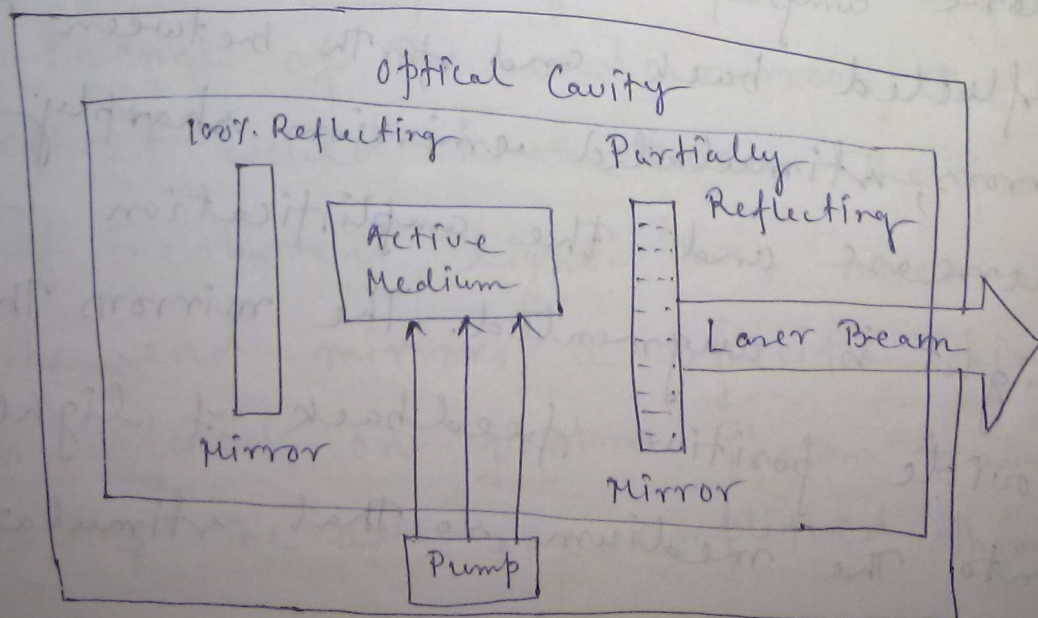 Optical Cavity
100% Reflecting
Partially
Reflecting
Active
Medium
Laser Beam
Mirror
Mirror
Pump